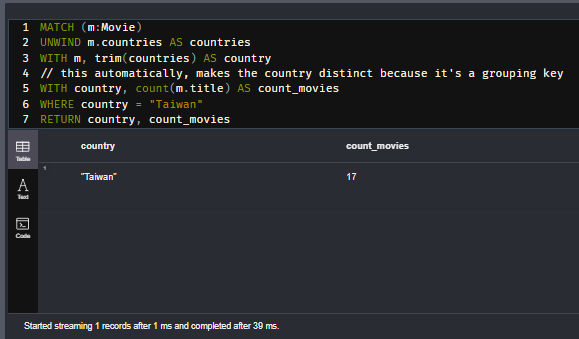 1 MATCH (m:Movie)
2 UNWIND m.countries AS countries
3 WITH m, trim(countries) AS country
4 // this automatically, makes the country distinct because it's a grouping key
5 WITH country, count(m.title) AS count_movies
6 WHERE country = "Taiwan"
7 RETURN country, count_movies
Table
country count_movies
1 "Taiwan" 17
A
Text
Code
Started streaming 1 records after 1 ms and completed after 39 ms.